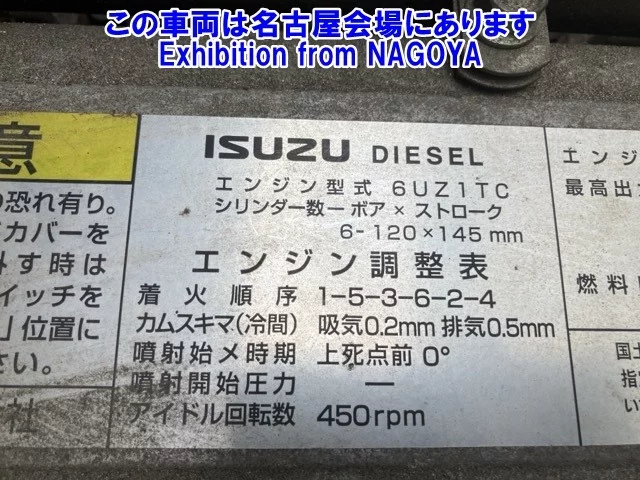 この車両は名古屋会場にあります
Exhibition from NAGOYA
意
の恐れ有り。
カバーを
外す時は
イッチを
位置に
さい。
社
ISUZU DIESEL
エンジン型式 6UZ1TC
シリンダー数ーボア×ストローク
6-120×145mm
エンジン調整表
着火順序 1-5-3-6-2-4
カムスキマ(冷間) 吸気0.2mm 排気0.5mm
噴射始メ時期 上死点前 0°
噴射開始圧力 —
アイドル回転数 450rpm
エンジ
最高出
燃料
国土
指定
い